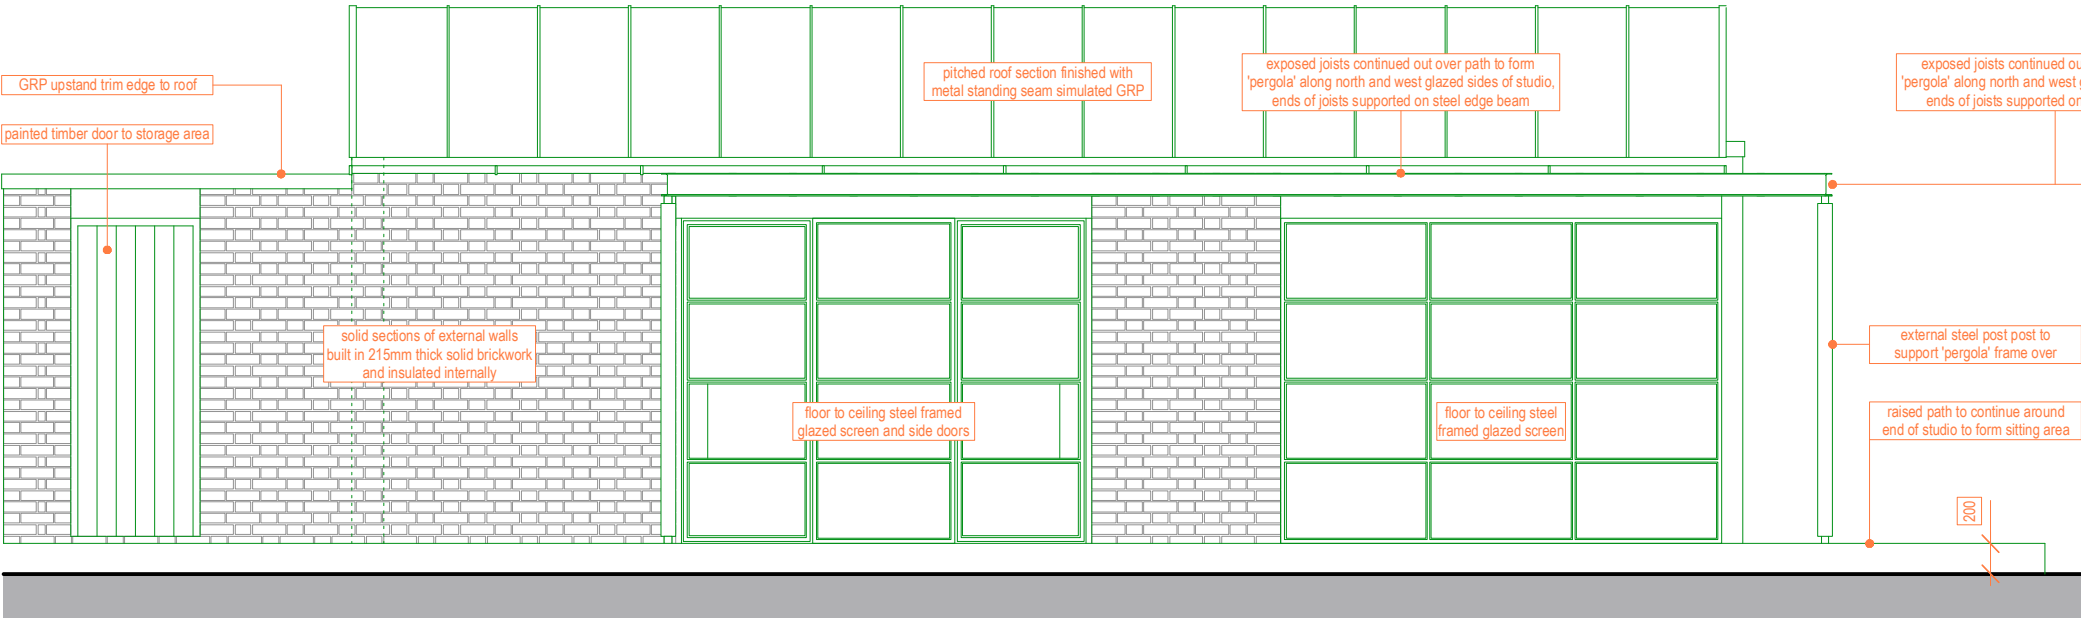 GRP upstand trim edge to roof
painted timber door to storage area
solid sections of external walls
built in 215mm thick solid brickwork
and insulated internally
pitched roof section finished with
metal standing seam simulated GRP
exposed joists continued out over path to form
'pergola' along north and west glazed sides of studio,
ends of joists supported on steel edge beam
exposed joists continued ou
'pergola' along north and west
ends of joists supported on
floor to ceiling steel framed
glazed screen and side doors
floor to ceiling steel
framed glazed screen
external steel post post to
support 'pergola' frame over
raised path to continue around
end of studio to form sitting area
200